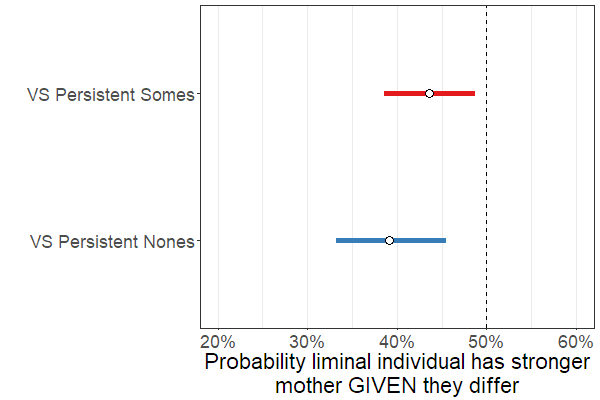 VS Persistent Somes
VS Persistent Nones
20% 30% 40% 50% 60%
Probability liminal individual has stronger
mother GIVEN they differ